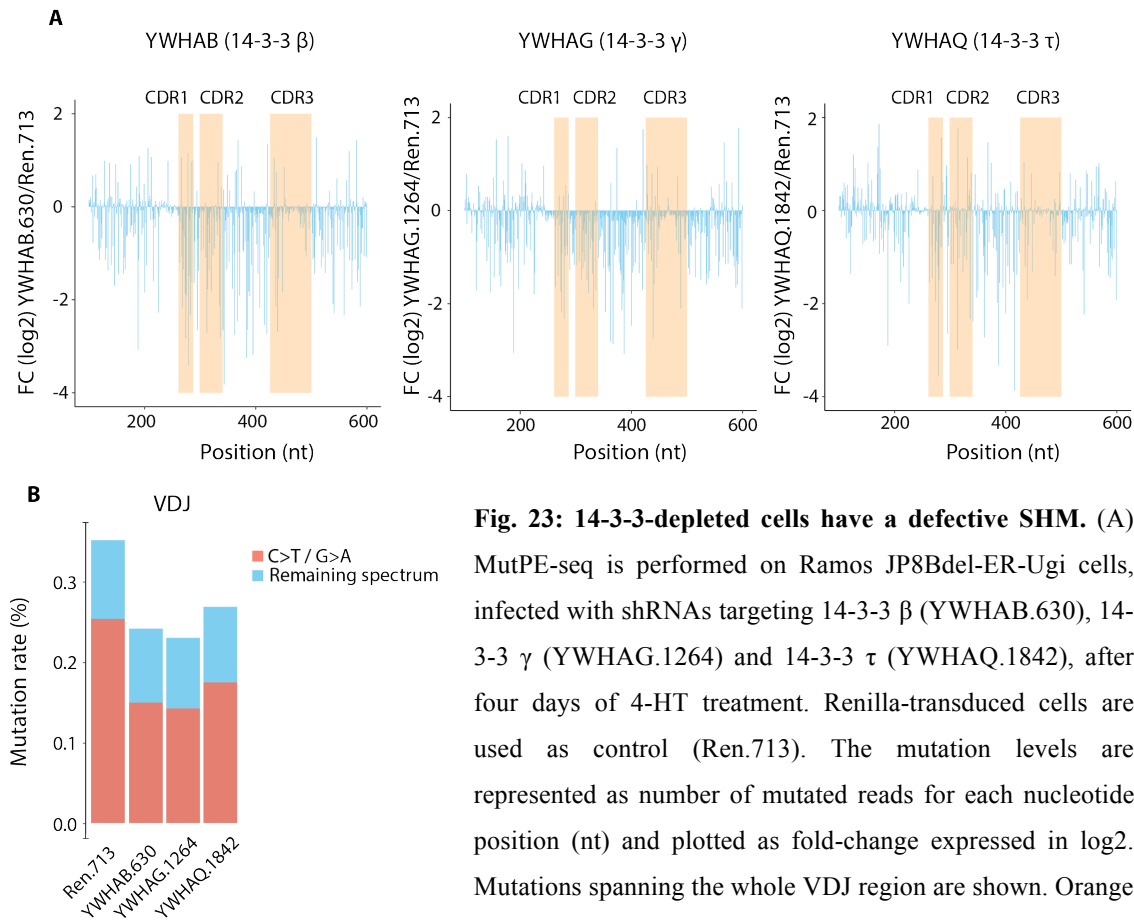 A
YWHAB (14-3-3 β)
YWHAG (14-3-3 γ)
YWHAQ (14-3-3 τ)
FC (log2) YWHAB.630/Ren.713
CDR1 CDR2 CDR3
2
0
-2
-4
200 400 600
Position (nt)
FC (log2) YWHAG.1264/Ren.713
CDR1 CDR2 CDR3
2
0
-2
-4
200 400 600
Position (nt)
FC (log2) YWHAQ.1842/Ren.713
CDR1 CDR2 CDR3
2
0
-2
-4
200 400 600
Position (nt)
B
VDJ
Mutation rate (%)
0.3
0.2
0.1
0.0
Ren.713
YWHAB.630
YWHAG.1264
YWHAQ.1842
C>T / G>A
Remaining spectrum
Fig. 23: 14-3-3-depleted cells have a defective SHM. (A)
MutPE-seq is performed on Ramos JP8Bdel-ER-Ugi cells,
infected with shRNAs targeting 14-3-3 β (YWHAB.630), 14-
3-3 γ (YWHAG.1264) and 14-3-3 τ (YWHAQ.1842), after
four days of 4-HT treatment. Renilla-transduced cells are
used as control (Ren.713). The mutation levels are
represented as number of mutated reads for each nucleotide
position (nt) and plotted as fold-change expressed in log2.
Mutations spanning the whole VDJ region are shown. Orange